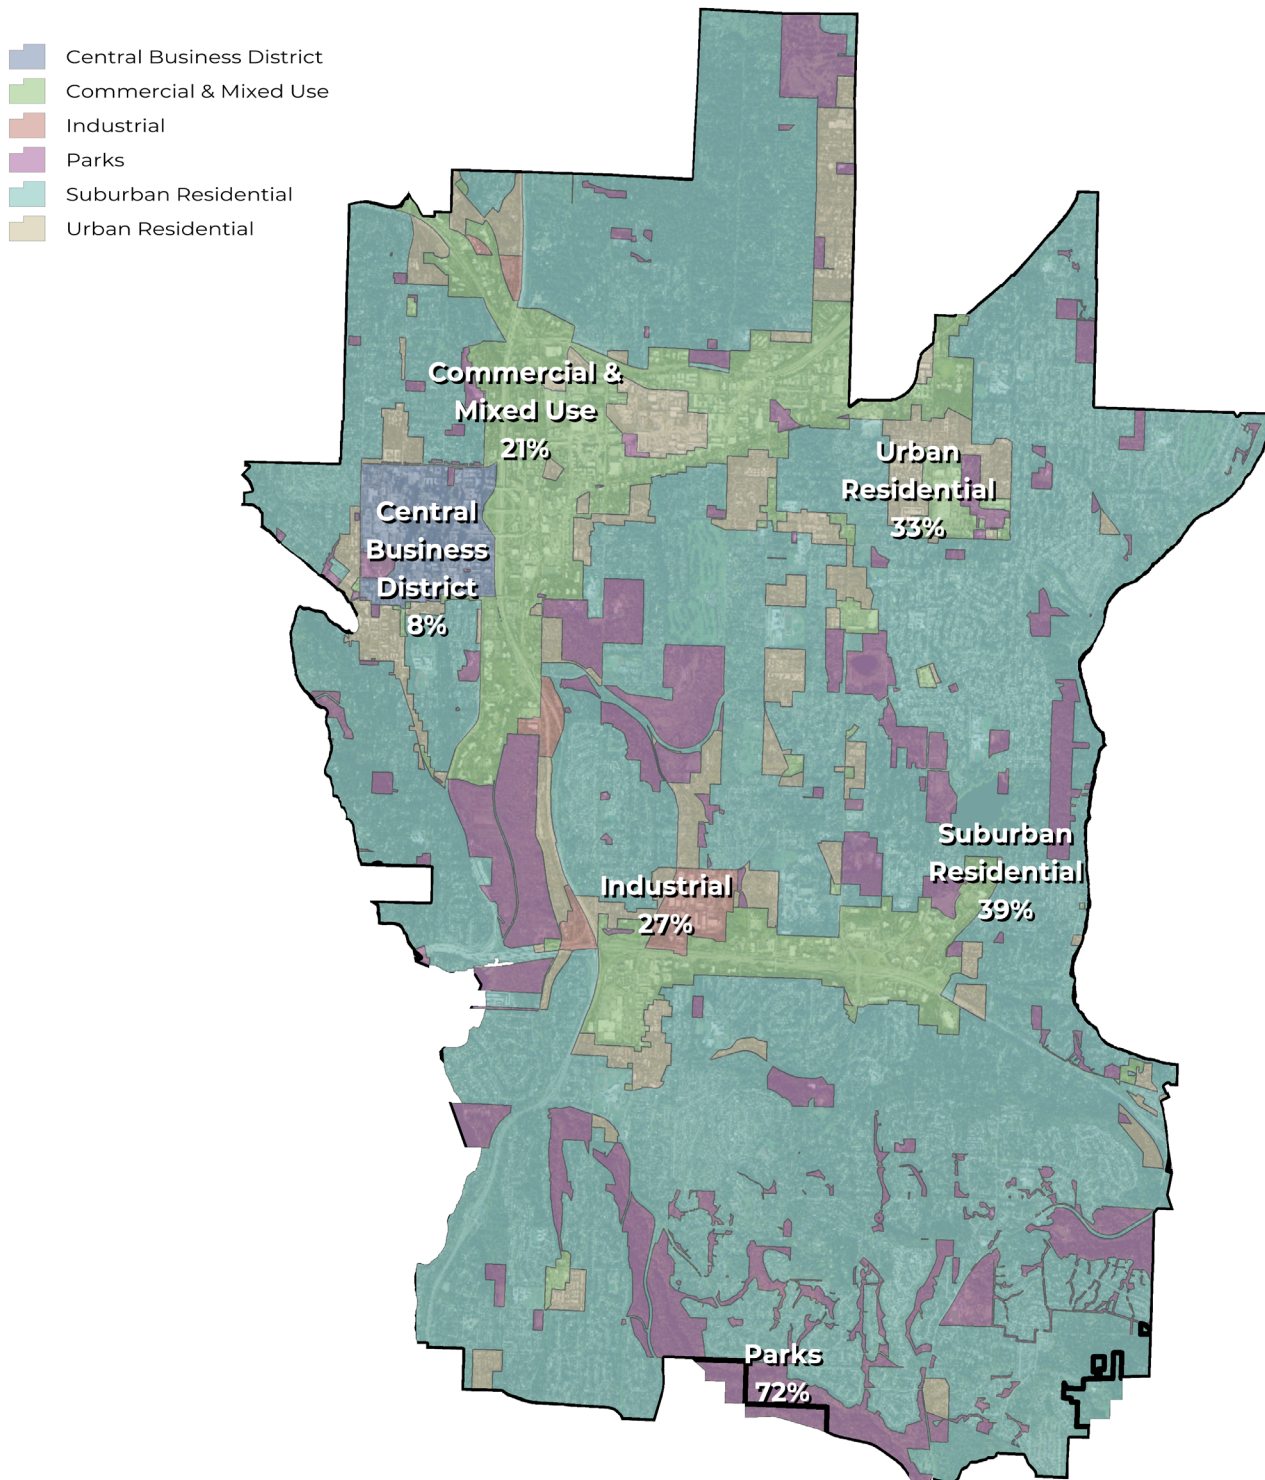 Central Business District
Commercial & Mixed Use
Industrial
Parks
Suburban Residential
Urban Residential
Commercial &
Mixed Use
21%
Urban
Residential
33%
Central
Business
District
8%
Suburban
Residential
39%
Industrial
27%
Parks
72%